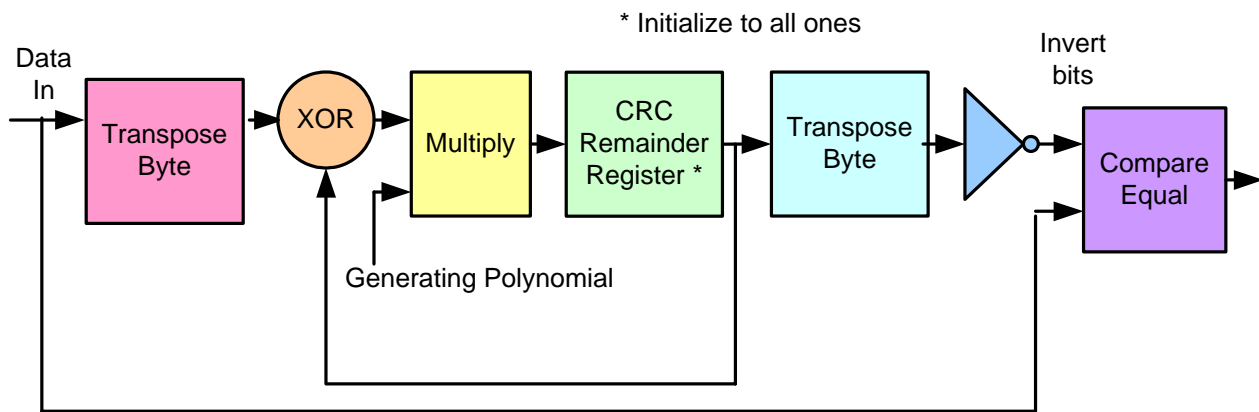 * Initialize to all ones
Data
In
Transpose
Byte
XOR
Multiply
CRC
Remainder
Register *
Transpose
Byte
Invert
bits
Compare
Equal
Generating Polynomial